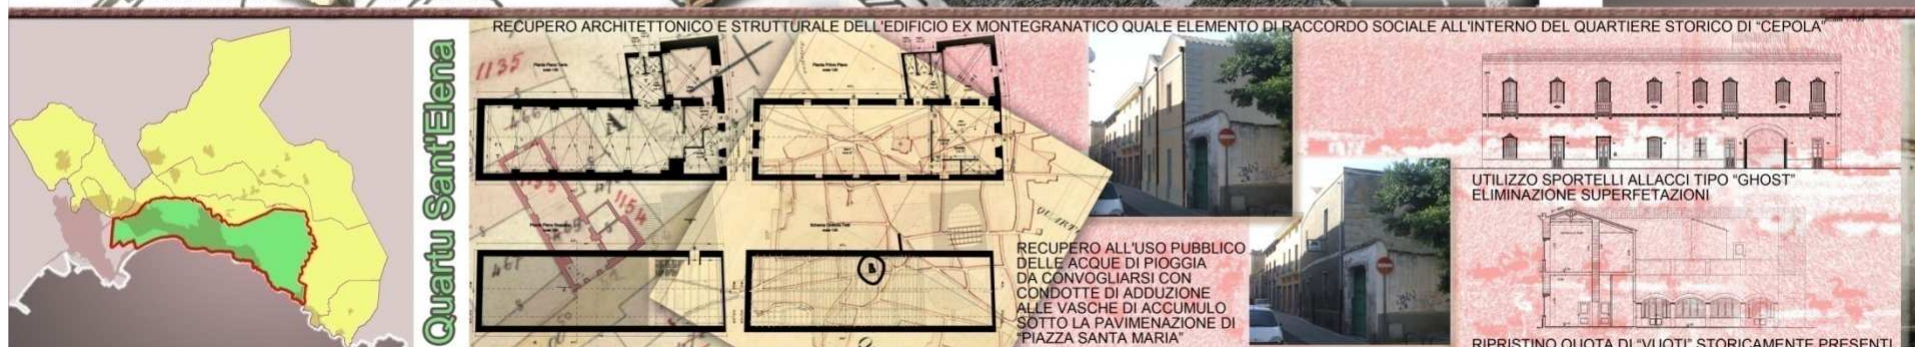 RECUPERO ARCHITETTONICO E STRUTTURALE DELL'EDIFICIO EX MONTEGRANATICO QUALE ELEMENTO DI RACCORDO SOCIALE ALL'INTERNO DEL QUARTIERE STORICO DI "CEPOLA"
Quartu Sant'Elena
1135
A
1154
B
RECUPERO ALL'USO PUBBLICO
DELLE ACQUE DI PIOGGIA
DA CONVOGLIARSI CON
CONDOTTE DI ADDUZIONE
ALLE VASCHE DI ACCUMULO
SOTTO LA PAVIMENAZIONE DI
"PIAZZA SANTA MARIA"
UTILIZZO SPORTELLI ALLACCI TIPO "GHOST"
ELIMINAZIONE SUPERFETAZIONI
RIPRISTINO QUOTA DI "VUOTI" STORICAMENTE PRESENTI